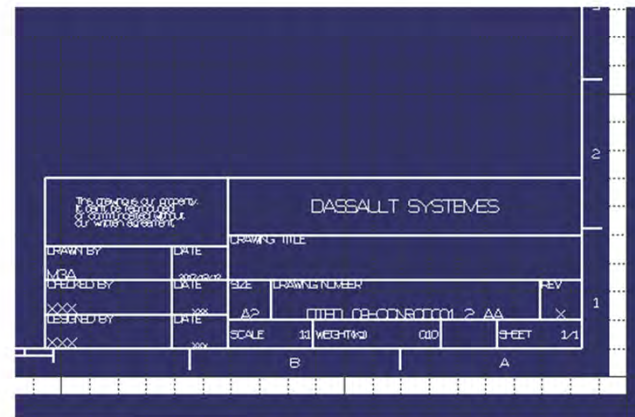 This drawing is our property.
It can't be reproduced
or communicated without
our written agreement.
DASSAULT SYSTEMES
DRAWING TITLE
DRAWN BY DATE
M3A
CHECKED BY DATE
XXX XXX
DESIGNED BY DATE
XXX XXX
SIZE DRAWING NUMBER REV
A2 X
SCALE 1:1 WEIGHT(kg) 0.10 SHEET 1/1
2
1
B A